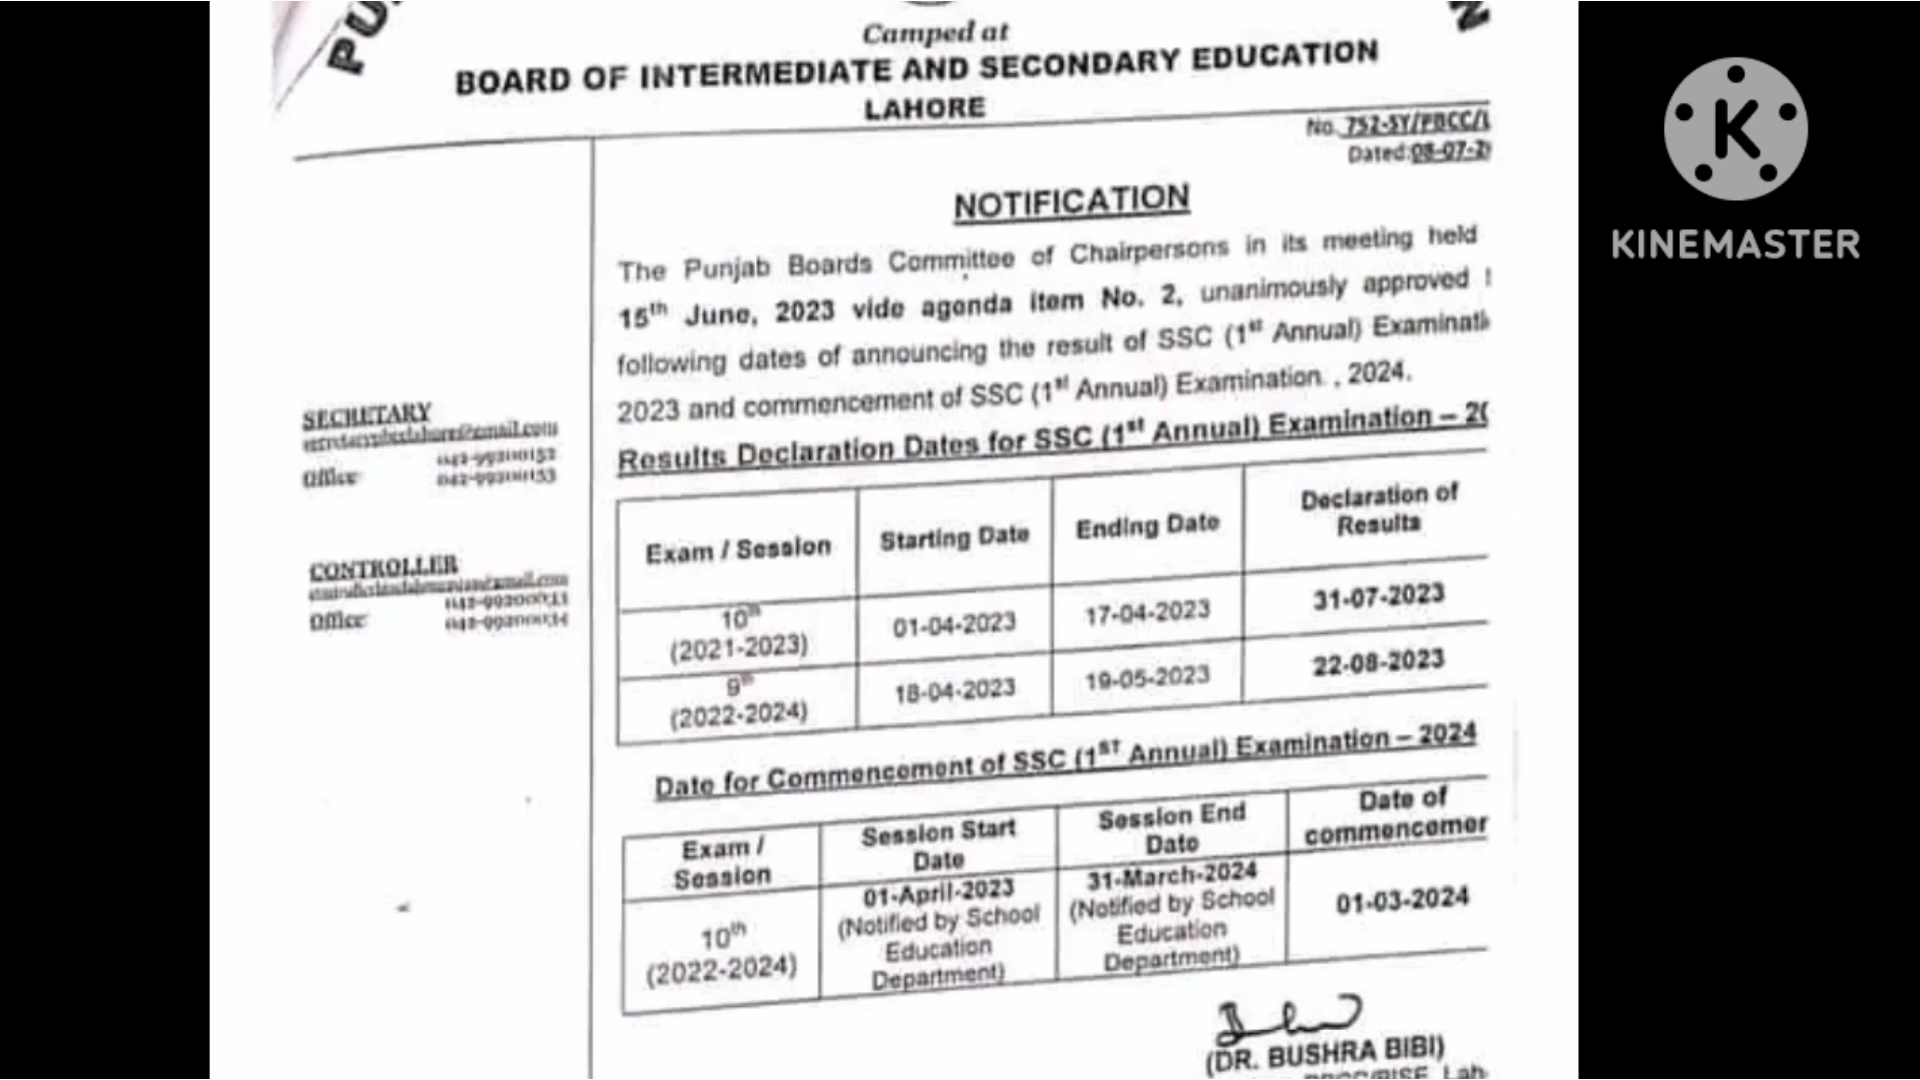 Camped at
BOARD OF INTERMEDIATE AND SECONDARY EDUCATION
LAHORE
No. 752-SY/PBCC/L
Dated:08-07-2
NOTIFICATION
The Punjab Boards Committee of Chairpersons in its meeting held
15th June, 2023 vide agenda item No. 2, unanimously approved
following dates of announcing the result of SSC (1st Annual) Examinati
2023 and commencement of SSC (1st Annual) Examination. , 2024.
Results Declaration Dates for SSC (1st Annual) Examination – 20
Exam / Session Starting Date Ending Date Declaration of Results
10th (2021-2023) 01-04-2023 17-04-2023 31-07-2023
9th (2022-2024) 18-04-2023 19-05-2023 22-08-2023
Date for Commencement of SSC (1ST Annual) Examination – 2024
Exam / Session Session Start Date Session End Date Date of commencemer
10th (2022-2024) 01-April-2023 (Notified by School Education Department) 31-March-2024 (Notified by School Education Department) 01-03-2024
(DR. BUSHRA BIBI)
SECRETARY
Office 042-99200152
042-99200153
CONTROLLER
Office
PU
N
K
KINEMASTER